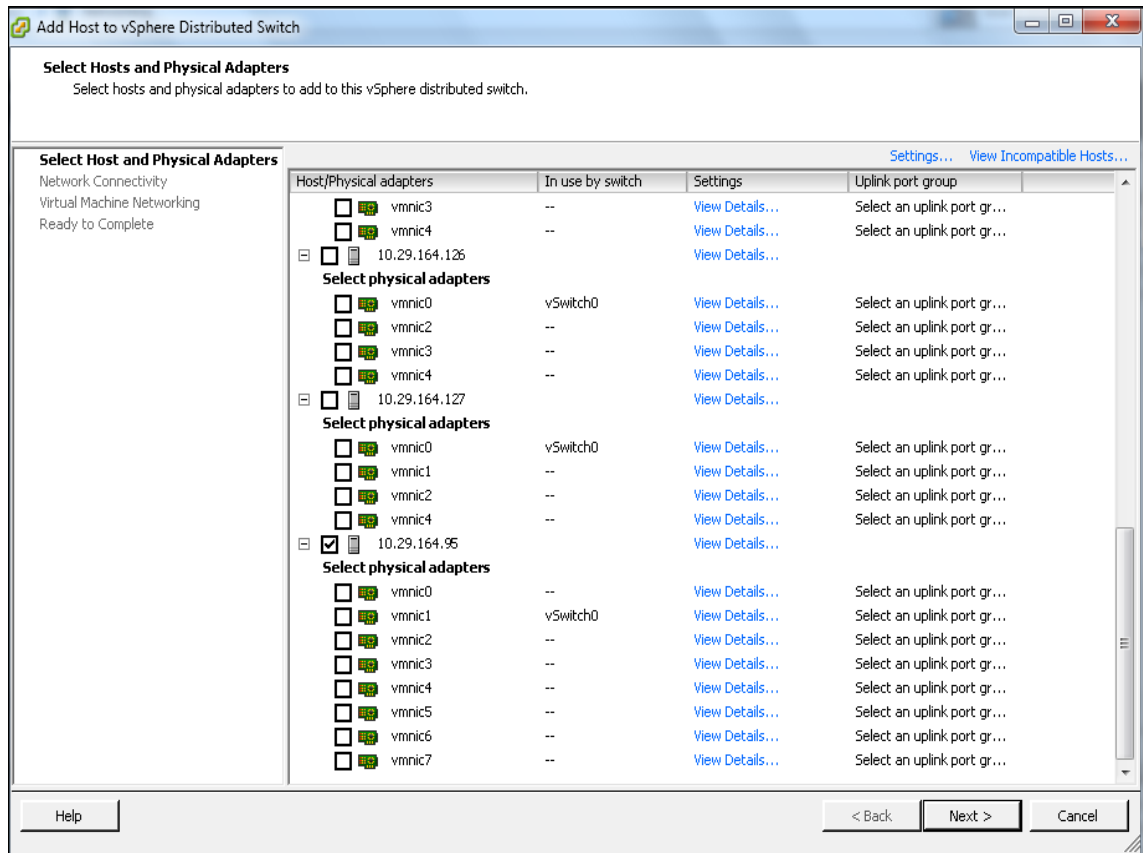 Add Host to vSphere Distributed Switch
Select Hosts and Physical Adapters
Select hosts and physical adapters to add to this vSphere distributed switch.
Select Host and Physical Adapters
Network Connectivity
Virtual Machine Networking
Ready to Complete
Settings... View Incompatible Hosts...
Host/Physical adapters In use by switch Settings Uplink port group
vmnic3 -- View Details... Select an uplink port gr...
vmnic4 -- View Details... Select an uplink port gr...
10.29.164.126 View Details...
Select physical adapters
vmnic0 vSwitch0 View Details... Select an uplink port gr...
vmnic2 -- View Details... Select an uplink port gr...
vmnic3 -- View Details... Select an uplink port gr...
vmnic4 -- View Details... Select an uplink port gr...
10.29.164.127 View Details...
Select physical adapters
vmnic0 vSwitch0 View Details... Select an uplink port gr...
vmnic1 -- View Details... Select an uplink port gr...
vmnic2 -- View Details... Select an uplink port gr...
vmnic4 -- View Details... Select an uplink port gr...
10.29.164.95 View Details...
Select physical adapters
vmnic0 -- View Details... Select an uplink port gr...
vmnic1 vSwitch0 View Details... Select an uplink port gr...
vmnic2 -- View Details... Select an uplink port gr...
vmnic3 -- View Details... Select an uplink port gr...
vmnic4 -- View Details... Select an uplink port gr...
vmnic5 -- View Details... Select an uplink port gr...
vmnic6 -- View Details... Select an uplink port gr...
vmnic7 -- View Details... Select an uplink port gr...
Help < Back Next > Cancel